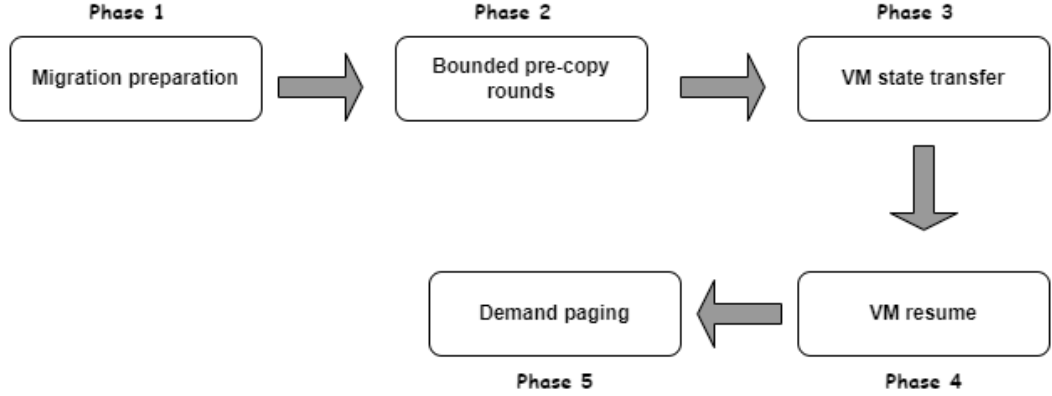 Phase 1
Phase 2
Phase 3
Migration preparation
Bounded pre-copy
rounds
VM state transfer
Demand paging
VM resume
Phase 5
Phase 4